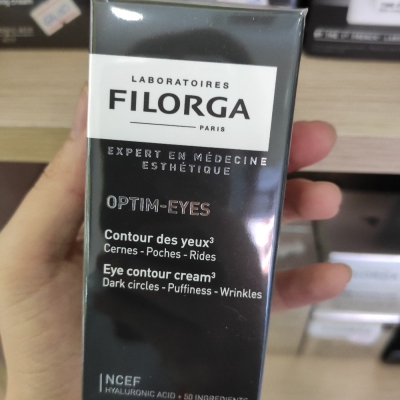 LABORATOIRES
FILORGA
PARIS
EXPERT EN MÉDECINE
ESTHÉTIQUE
OPTIM-EYES
Contour des yeux³
Cernes - Poches - Rides
Eye contour cream³
Dark circles - Puffiness - Wrinkles
NCEF
HYALURONIC ACID + 50 INGREDIENTS